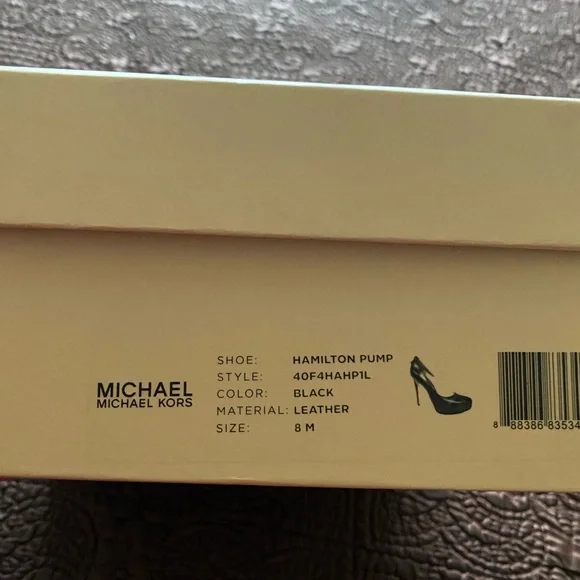 MICHAEL
MICHAEL KORS
SHOE: HAMILTON PUMP
STYLE: 40F4HAHP1L
COLOR: BLACK
MATERIAL: LEATHER
SIZE: 8 M
8 88386 83534